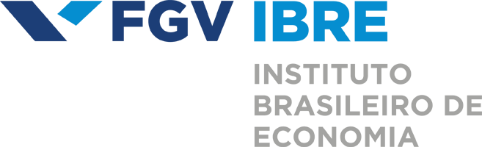 FGV IBRE
INSTITUTO
BRASILEIRO DE
ECONOMIA